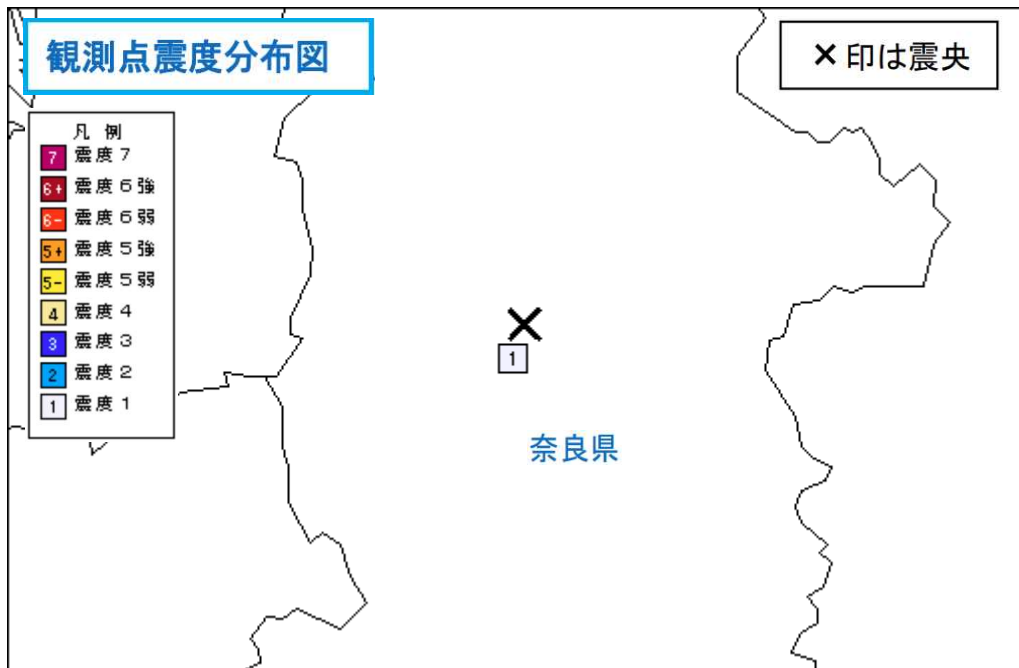 観測点震度分布図
×印は震央
凡 例
7 震度７
6+ 震度６強
6- 震度６弱
5+ 震度５強
5- 震度５弱
4 震度４
3 震度３
2 震度２
1 震度１
1
奈良県